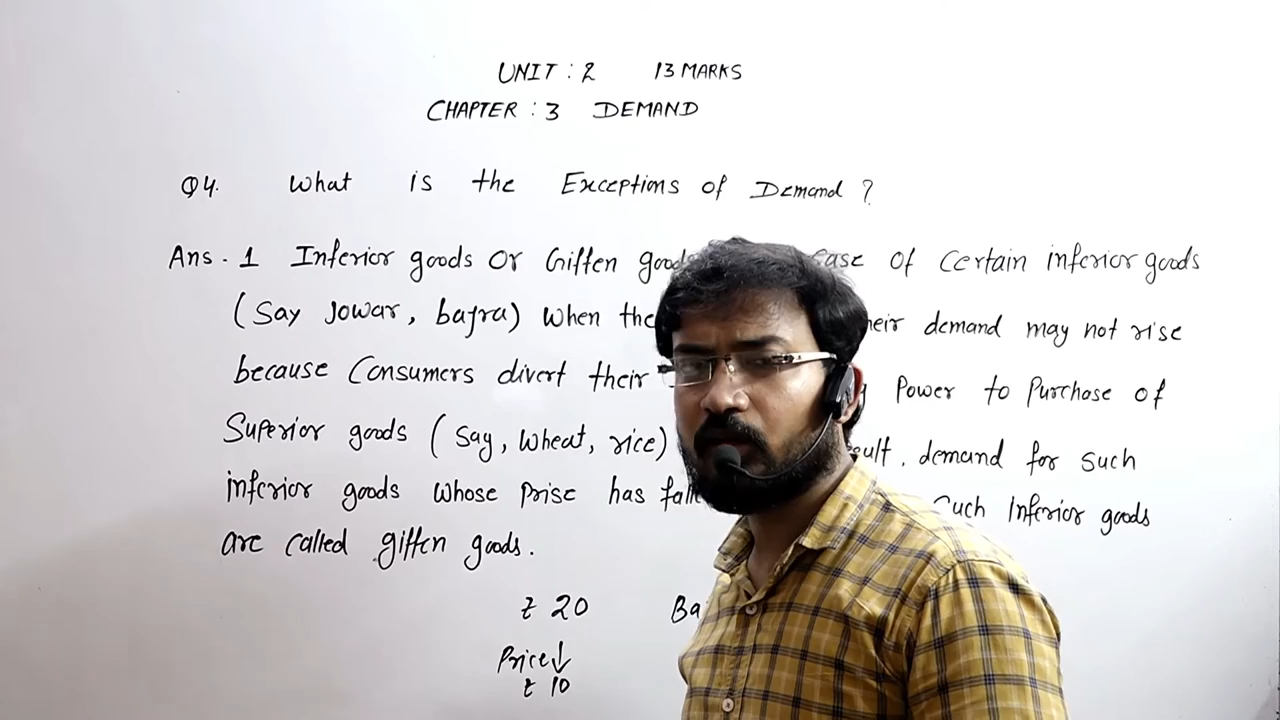 UNIT : 2 13 MARKS
CHAPTER : 3 DEMAND
Q4. What is the Exceptions of Demand ?
Ans . 1 Inferior goods Or Giffen goods Case of Certain inferior goods
(Say Jowar, bajra) When the their demand may not rise
because Consumers divert their Power to Purchase of
Superior goods (Say, Wheat, rice) demand for Such
inferior goods Whose Prise has Such Inferior goods
are Called giffen goods.
₹ 20
Price↓
₹ 10